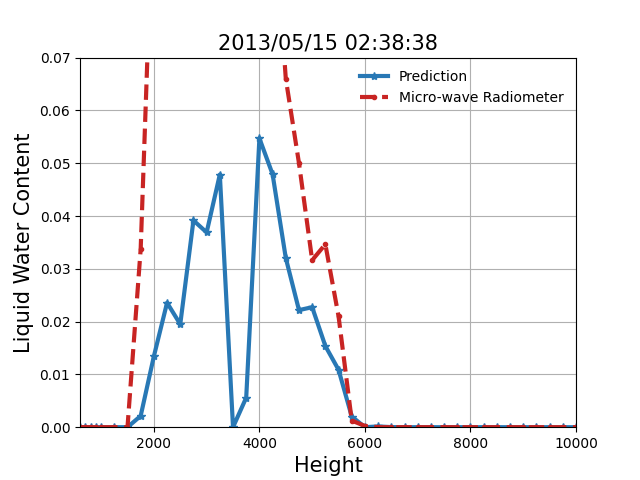 2013/05/15 02:38:38
Prediction
Micro-wave Radiometer
Liquid Water Content
0.07
0.06
0.05
0.04
0.03
0.02
0.01
0.00
2000 4000 6000 8000 10000
Height